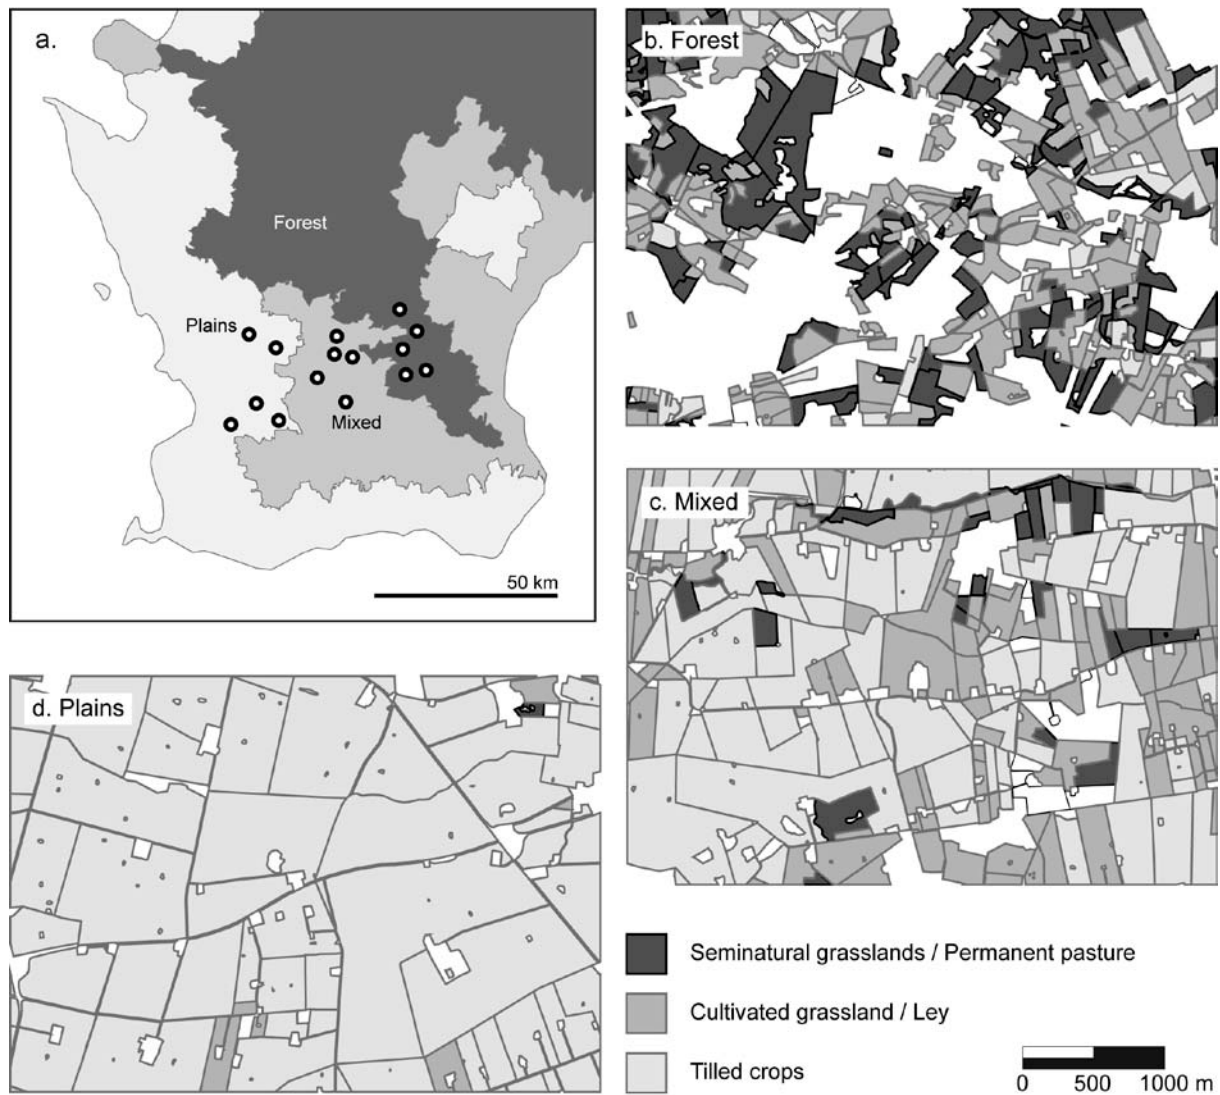 a.
Forest
Plains
Mixed
50 km
b. Forest
c. Mixed
d. Plains
Seminatural grasslands / Permanent pasture
Cultivated grassland / Ley
Tilled crops
0 500 1000 m